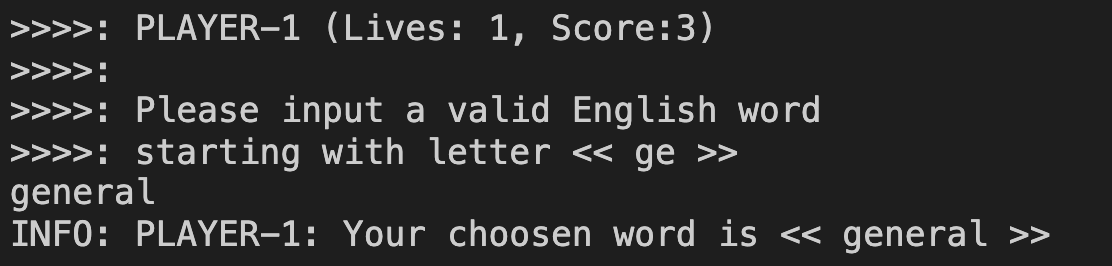 >>>>: PLAYER-1 (Lives: 1, Score:3)
>>>>:
>>>>: Please input a valid English word
>>>>: starting with letter << ge >>
general
INFO: PLAYER-1: Your choosen word is << general >>